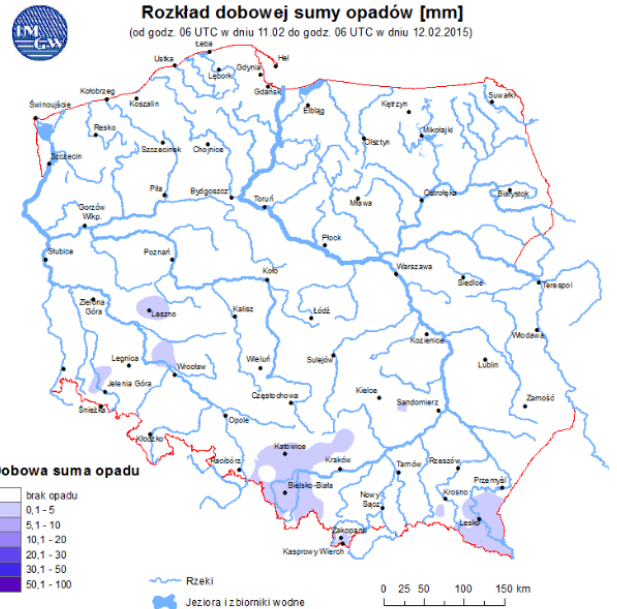 IM
GW
Rozkład dobowej sumy opadów [mm]
(od godz. 06 UTC w dniu 11.02 do godz. 06 UTC w dniu 12.02.2015)
Łeba
Hel
Ustka
Gdynia
Lębork
Gdańsk
Kołobrzeg
Koszalin
Suwałki
Świnoujście
Elbląg
Kętrzyn
Resko
Mikołajki
Szczecinek
Chojnice
Olsztyn
Szczecin
Piła
Bydgoszcz
Toruń
Mława
Ostrołęka
Białystok
Gorzów
Wkp.
Płock
Słubice
Poznań
Koło
Warszawa
Siedlce
Terespol
Zielona
Góra
Leszno
Kalisz
Łódź
Kozienice
Włodawa
Legnica
Wrocław
Wieluń
Sulejów
Lublin
Jelenia Góra
Częstochowa
Kielce
Sandomierz
Zamość
Śnieżka
Opole
Kłodzko
Katowice
Racibórz
Kraków
Tarnów
Rzeszów
Przemyśl
Bielsko-Biała
Nowy
Sącz
Krosno
Lesko
Zakopane
Kasprowy Wierch
Dobowa suma opadu
brak opadu
0,1 - 5
5,1 - 10
10,1 - 20
20,1 - 30
30,1 - 50
50,1 - 100
Rzeki
Jeziora i zbiorniki wodne
0 25 50 100 150 km